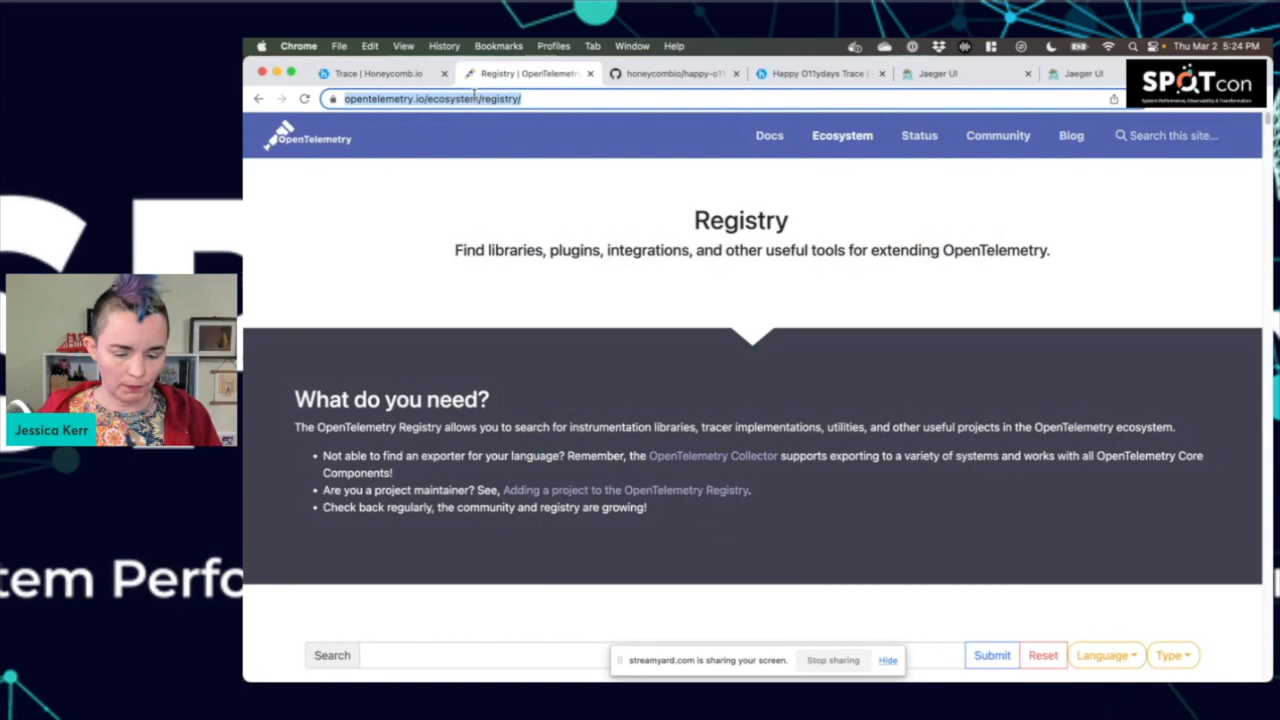 Chrome File Edit View History Bookmarks Profiles Tab Window Help
Thu Mar 2 5:24 PM
Trace | Honeycomb.io
Registry | OpenTelemetr
honeycombio/happy-o11
Happy O11ydays Trace |
Jaeger UI
Jaeger UI
SPOTcon
System Performance, Observability & Transformation
opentelemetry.io/ecosystem/registry/
OpenTelemetry
Docs Ecosystem Status Community Blog Search this site...
Registry
Find libraries, plugins, integrations, and other useful tools for extending OpenTelemetry.
What do you need?
The OpenTelemetry Registry allows you to search for instrumentation libraries, tracer implementations, utilities, and other useful projects in the OpenTelemetry ecosystem.
Not able to find an exporter for your language? Remember, the OpenTelemetry Collector supports exporting to a variety of systems and works with all OpenTelemetry Core
Components!
Are you a project maintainer? See, Adding a project to the OpenTelemetry Registry.
Check back regularly, the community and registry are growing!
Jessica Kerr
tem Perfo
Search
Submit Reset Language Type
streamyard.com is sharing your screen. Stop sharing Hide